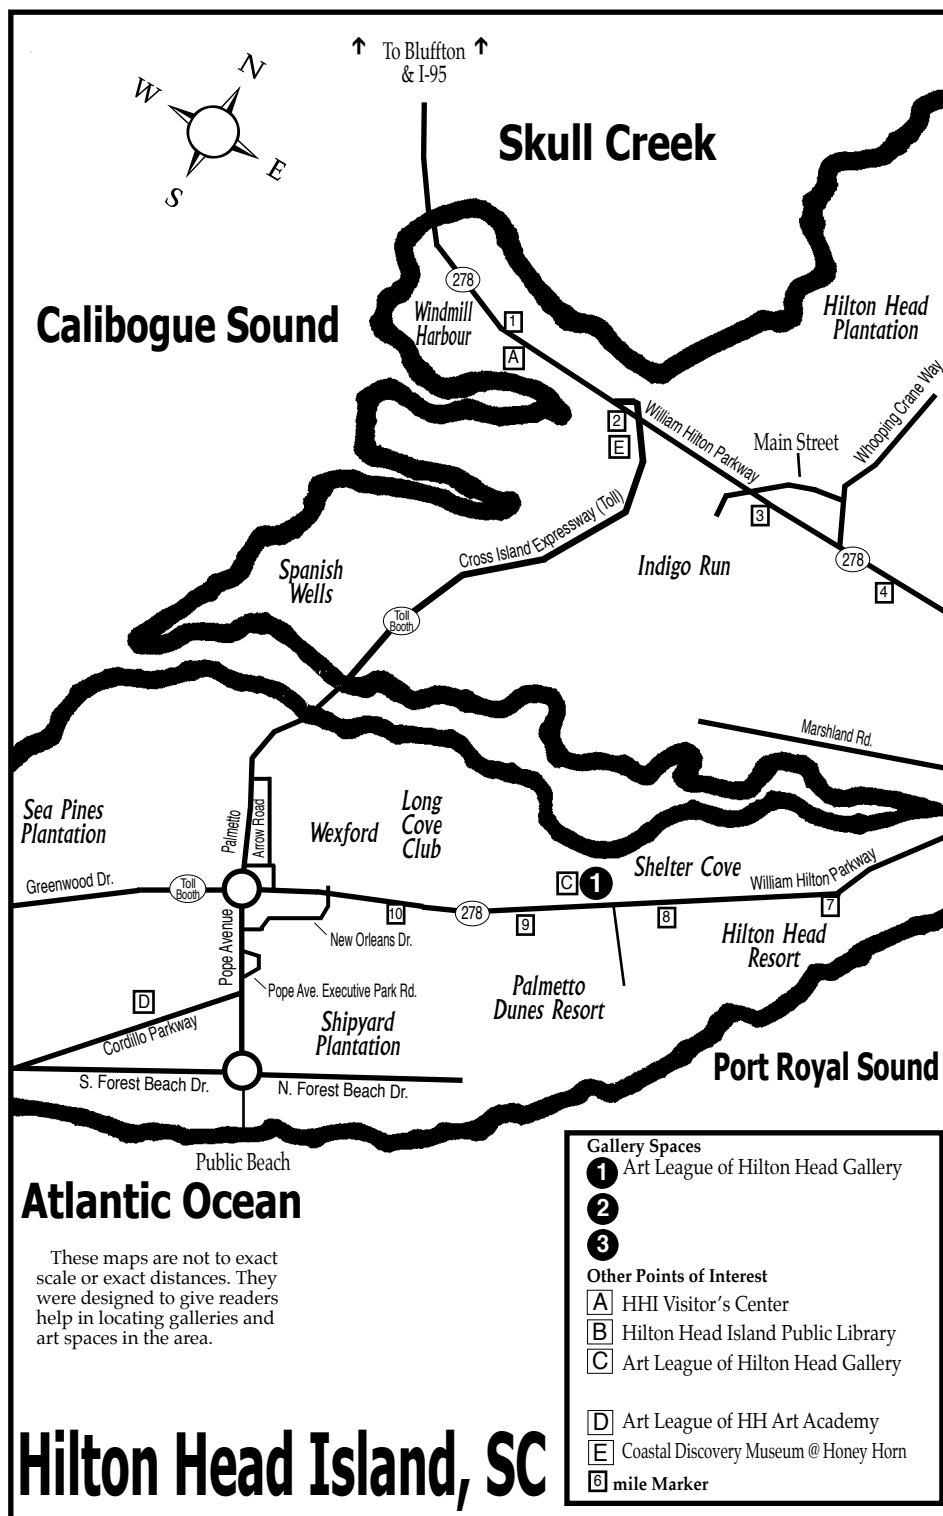 To Bluffton
& I-95
N
W
E
S
Skull Creek
278
Windmill
Harbour
1
A
Calibogue Sound
Hilton Head
Plantation
2
E
William Hilton Parkway
Main Street
Whooping Crane Way
3
Cross Island Expressway (Toll)
Indigo Run
278
4
Spanish
Wells
Toll
Booth
Marshland Rd.
Sea Pines
Plantation
Palmetto
Arrow Road
Wexford
Long
Cove
Club
Shelter Cove
C
1
William Hilton Parkway
Greenwood Dr.
Toll
Booth
10
278
9
8
7
Pope Avenue
New Orleans Dr.
Hilton Head
Resort
Pope Ave. Executive Park Rd.
Palmetto
Dunes Resort
D
Cordillo Parkway
Shipyard
Plantation
Port Royal Sound
S. Forest Beach Dr.
N. Forest Beach Dr.
Public Beach
Atlantic Ocean
These maps are not to exact
scale or exact distances. They
were designed to give readers
help in locating galleries and
art spaces in the area.
Gallery Spaces
1 Art League of Hilton Head Gallery
2
3
Other Points of Interest
A HHI Visitor's Center
B Hilton Head Island Public Library
C Art League of Hilton Head Gallery
D Art League of HH Art Academy
E Coastal Discovery Museum @ Honey Horn
6 mile Marker
Hilton Head Island, SC